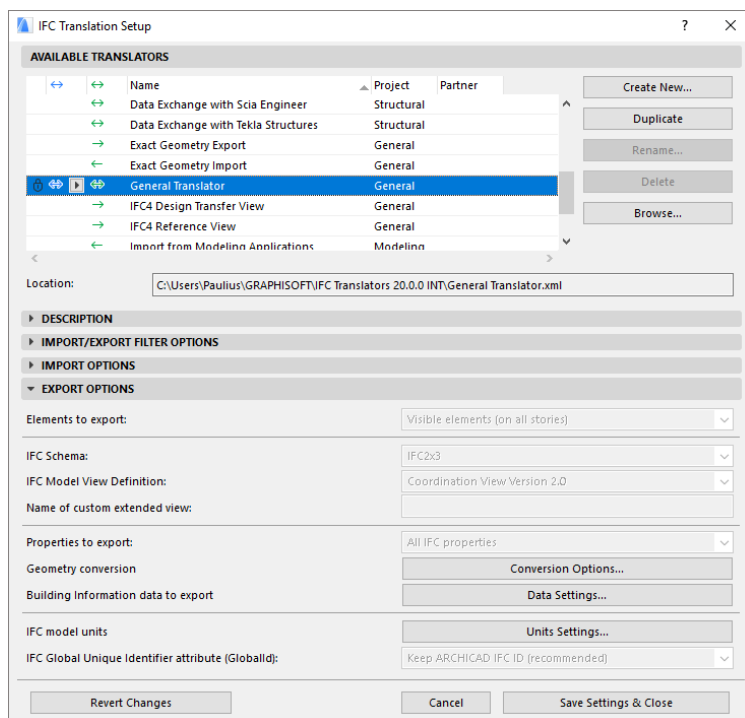 IFC Translation Setup ?
AVAILABLE TRANSLATORS
Name Project Partner
Data Exchange with Scia Engineer Structural
Data Exchange with Tekla Structures Structural
Exact Geometry Export General
Exact Geometry Import General
General Translator General
IFC4 Design Transfer View General
IFC4 Reference View General
Import from Modeling Applications Modeling
Create New...
Duplicate
Rename...
Delete
Browse...
Location: C:\Users\Paulius\GRAPHISOFT\IFC Translators 20.0.0 INT\General Translator.xml
DESCRIPTION
IMPORT/EXPORT FILTER OPTIONS
IMPORT OPTIONS
EXPORT OPTIONS
Elements to export: Visible elements (on all stories)
IFC Schema: IFC2x3
IFC Model View Definition: Coordination View Version 2.0
Name of custom extended view:
Properties to export: All IFC properties
Geometry conversion Conversion Options...
Building Information data to export Data Settings...
IFC model units Units Settings...
IFC Global Unique Identifier attribute (GlobalId): Keep ARCHICAD IFC ID (recommended)
Revert Changes Cancel Save Settings & Close